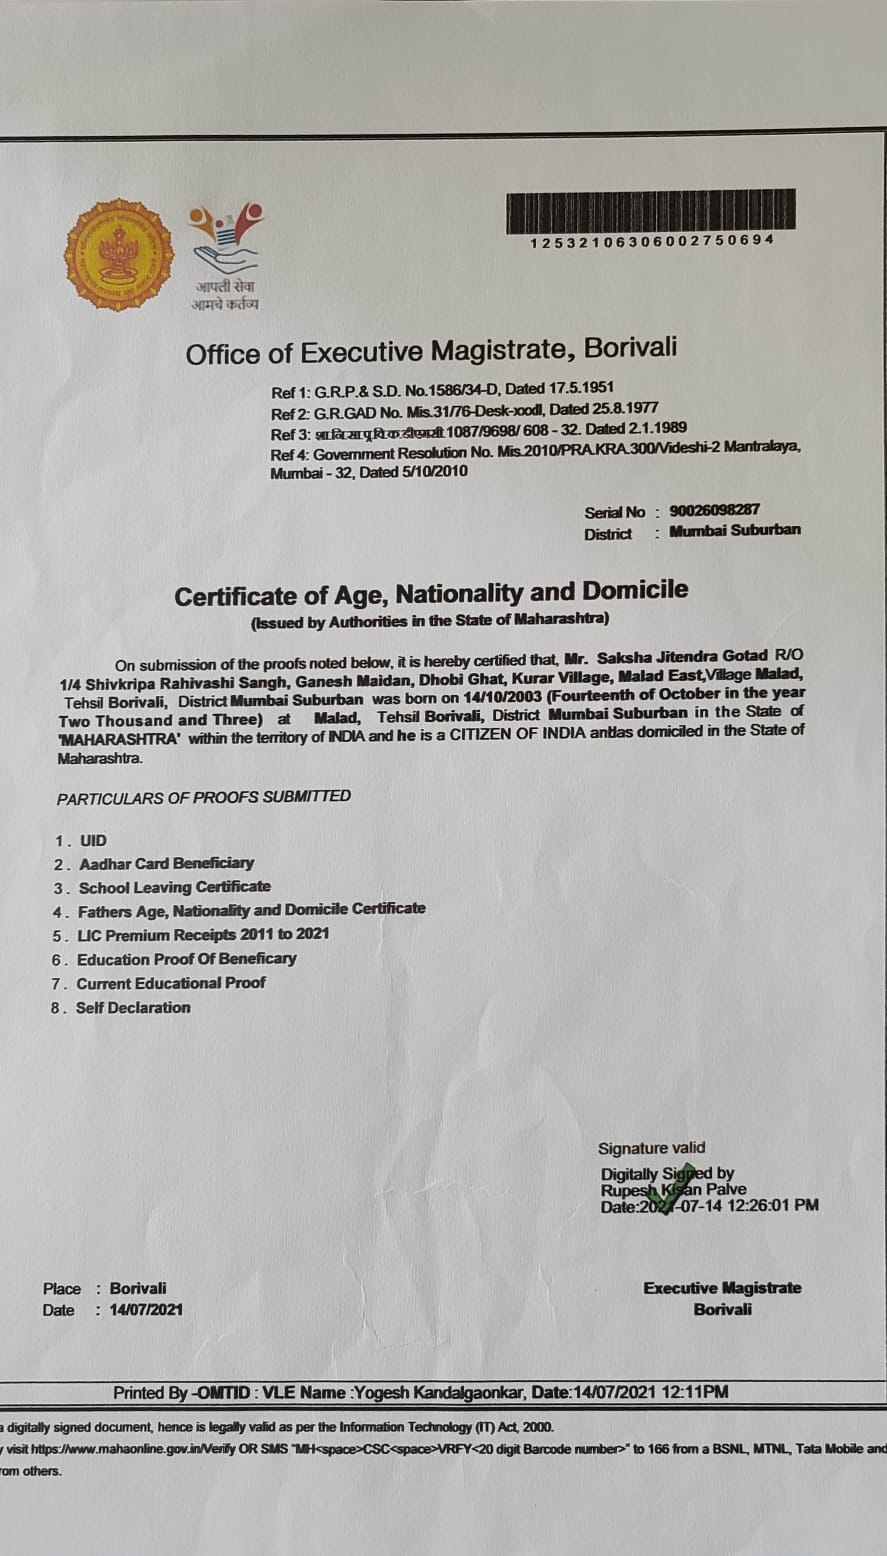 12532106306002750694
आपली सेवा
आमचे कर्तव्य
Office of Executive Magistrate, Borivali
Ref 1: G.R.P.& S.D. No.1586/34-D, Dated 17.5.1951
Ref 2: G.R.GAD No. Mis.31/76-Desk-xxxdl, Dated 25.8.1977
Ref 3: 1087/9698/ 608 - 32. Dated 2.1.1989
Ref 4: Government Resolution No. Mis.2010/PRA.KRA.300/Videshi-2 Mantralaya,
Mumbai - 32, Dated 5/10/2010
Serial No : 90026098287
District : Mumbai Suburban
Certificate of Age, Nationality and Domicile
(Issued by Authorities in the State of Maharashtra)
On submission of the proofs noted below, it is hereby certified that, Mr. Saksha Jitendra Gotad R/O
1/4 Shivkripa Rahivashi Sangh, Ganesh Maidan, Dhobi Ghat, Kurar Village, Malad East,Village Malad,
Tehsil Borivali, District Mumbai Suburban was born on 14/10/2003 (Fourteenth of October in the year
Two Thousand and Three) at Malad, Tehsil Borivali, District Mumbai Suburban in the State of
'MAHARASHTRA' within the territory of INDIA and he is a CITIZEN OF INDIA domiciled in the State of
Maharashtra.
PARTICULARS OF PROOFS SUBMITTED
1 . UID
2 . Aadhar Card Beneficiary
3 . School Leaving Certificate
4 . Fathers Age, Nationality and Domicile Certificate
5 . LIC Premium Receipts 2011 to 2021
6 . Education Proof Of Beneficary
7 . Current Educational Proof
8 . Self Declaration
Signature valid
Digitally Signed by
Rupesh Kisan Palve
Date:2021-07-14 12:26:01 PM
Place : Borivali
Date : 14/07/2021
Executive Magistrate
Borivali
Printed By -OMTID : VLE Name :Yogesh Kandalgaonkar, Date:14/07/2021 12:11PM
a digitally signed document, hence is legally valid as per the Information Technology (IT) Act, 2000.
visit https://www.mahaonline.gov.in/Verify OR SMS "MH<space>CSC<space>VRFY<20 digit Barcode number>" to 166 from a BSNL, MTNL, Tata Mobile and
others.